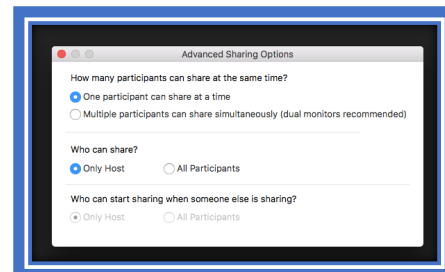 Advanced Sharing Options
How many participants can share at the same time?
One participant can share at a time
Multiple participants can share simultaneously (dual monitors recommended)
Who can share?
Only Host All Participants
Who can start sharing when someone else is sharing?
Only Host All Participants